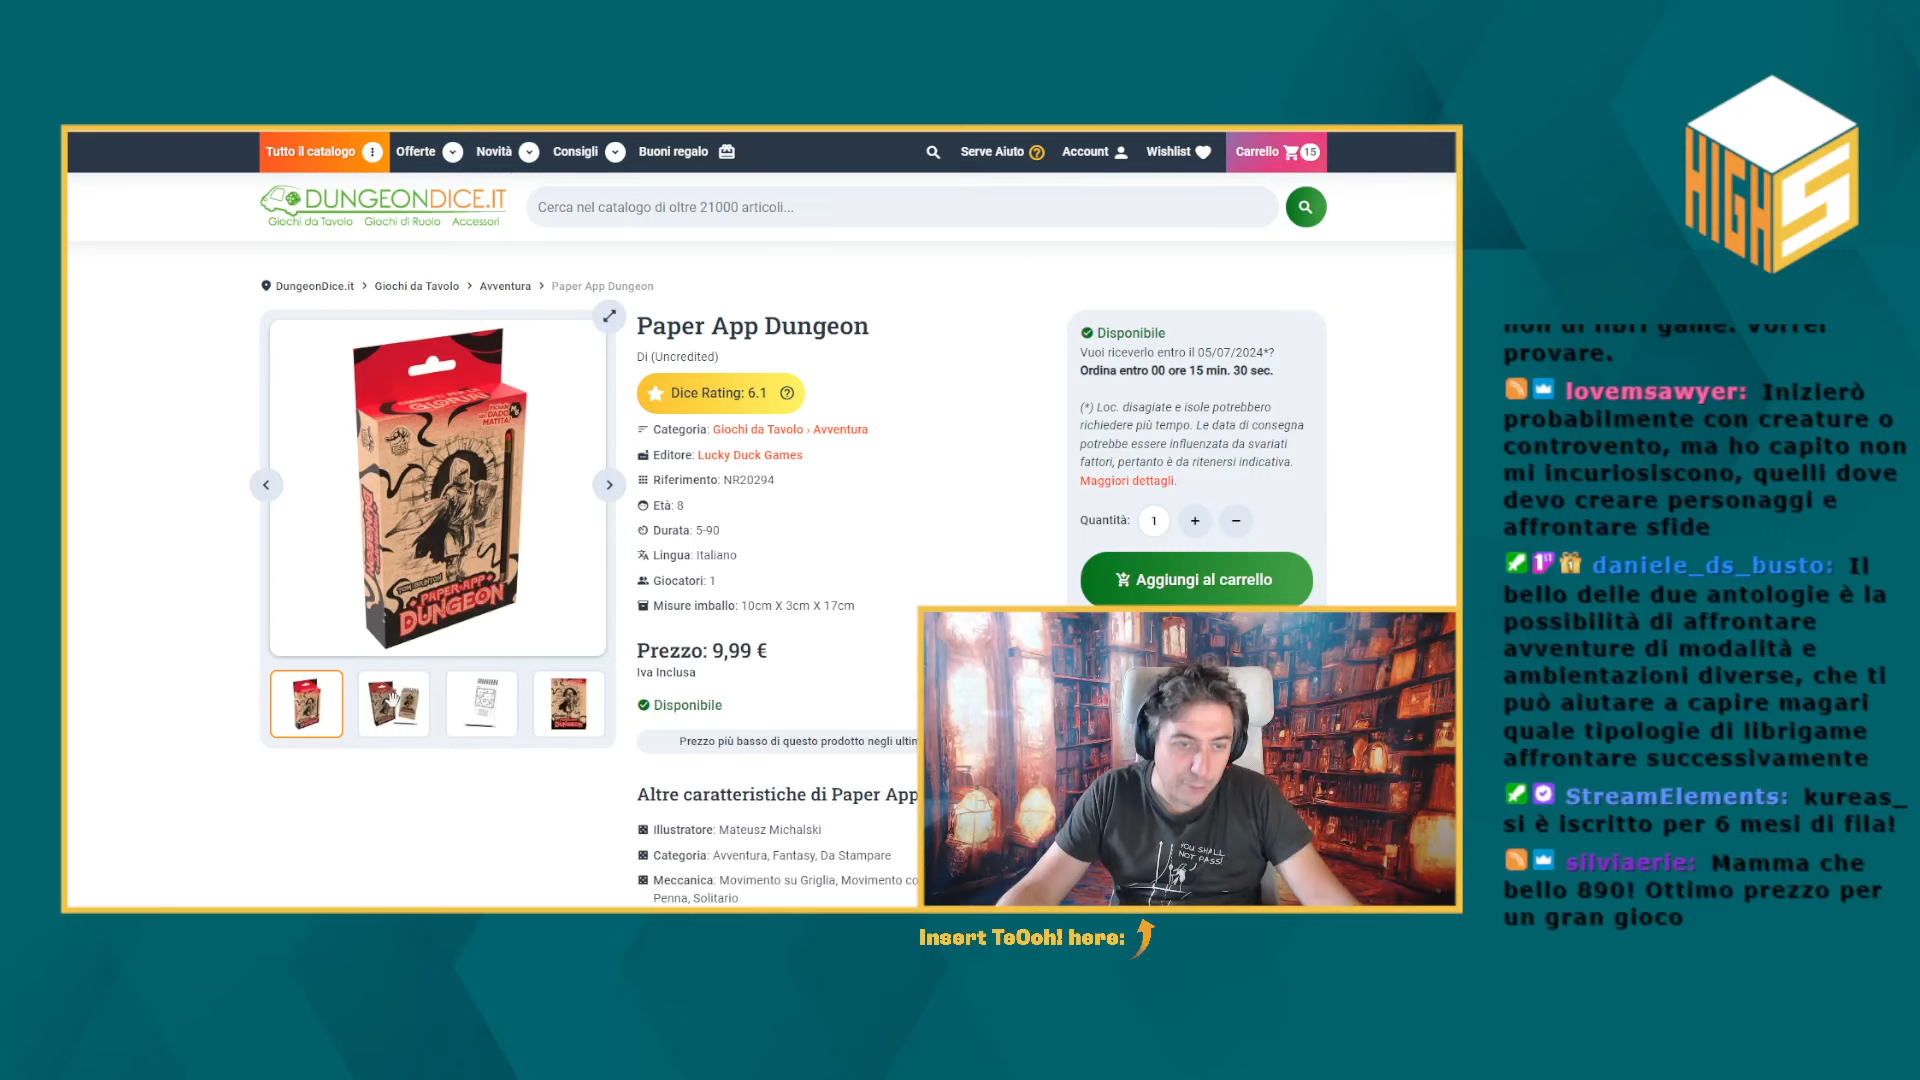 Tutto il catalogo
Offerte
Novità
Consigli
Buoni regalo
Serve Aiuto
Account
Wishlist
Carrello 15
DUNGEONDICE.IT
Giochi da Tavolo Giochi di Ruolo Accessori
Cerca nel catalogo di oltre 21000 articoli...
DungeonDice.it > Giochi da Tavolo > Avventura > Paper App Dungeon
PAPER APP
DUNGEON
Paper App Dungeon
Di (Uncredited)
Dice Rating: 6.1
Categoria: Giochi da Tavolo › Avventura
Editore: Lucky Duck Games
Riferimento: NR20294
Età: 8
Durata: 5-90
Lingua: Italiano
Giocatori: 1
Misure imballo: 10cm X 3cm X 17cm
Prezzo: 9,99 €
Iva Inclusa
Disponibile
Prezzo più basso di questo prodotto negli ultim
Altre caratteristiche di Paper App
Illustratore: Mateusz Michalski
Categoria: Avventura, Fantasy, Da Stampare
Meccanica: Movimento su Griglia, Movimento co
Penna, Solitario
Disponibile
Vuoi riceverlo entro il 05/07/2024*?
Ordina entro 00 ore 15 min. 30 sec.
(*) Loc. disagiate e isole potrebbero
richiedere più tempo. Le data di consegna
potrebbe essere influenzata da svariati
fattori, pertanto è da ritenersi indicativa.
Maggiori dettagli.
Quantità: 1 + −
Aggiungi al carrello
YOU SHALL
NOT PASS!
Insert TeOoh! here:
HIGH 5
non di libri game. Vorrei
provare.
lovemsawyer: Inizierò
probabilmente con creature o
controvento, ma ho capito non
mi incuriosiscono, quelli dove
devo creare personaggi e
affrontare sfide
daniele_ds_busto: Il
bello delle due antologie è la
possibilità di affrontare
avventure di modalità e
ambientazioni diverse, che ti
può aiutare a capire magari
quale tipologie di librigame
affrontare successivamente
StreamElements: kureas_
si è iscritto per 6 mesi di fila!
silviaerie: Mamma che
bello 890! Ottimo prezzo per
un gran gioco